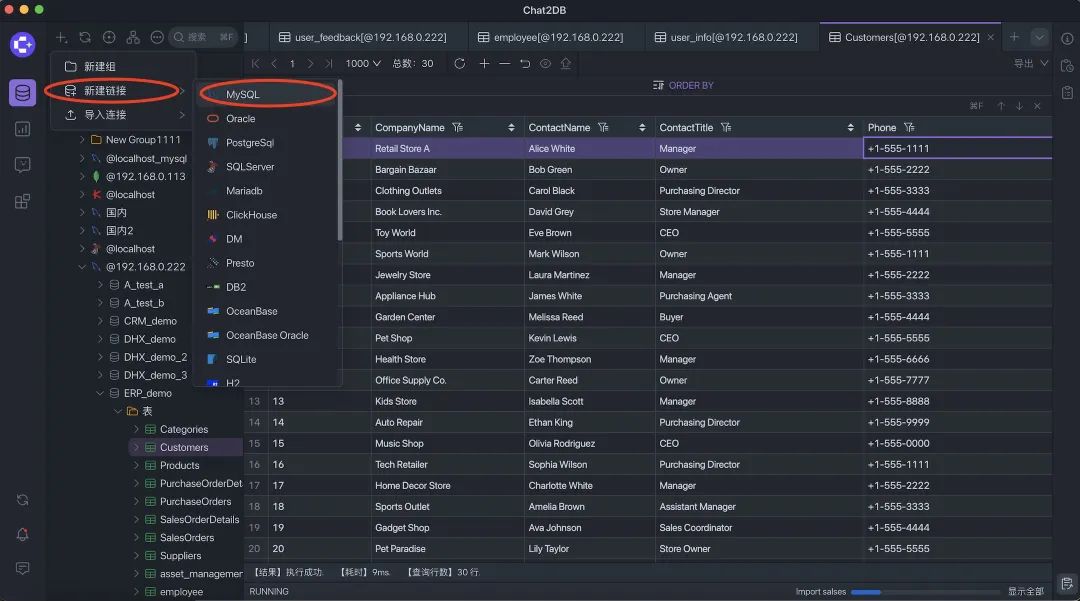 Chat2DB
搜索 ⌘F ] user_feedback[@192.168.0.222] employee[@192.168.0.222] user_info[@192.168.0.222] Customers[@192.168.0.222]
1 1000 总数: 30 导出
新建组
新建链接
导入连接
MySQL
Oracle
PostgreSql
SQLServer
Mariadb
ClickHouse
DM
Presto
DB2
OceanBase
OceanBase Oracle
SQLite
H2
New Group1111
@localhost_mysql
@192.168.0.113
@localhost
国内
国内2
@localhost
@192.168.0.222
A_test_a
A_test_b
CRM_demo
DHX_demo
DHX_demo_2
DHX_demo_3
ERP_demo
表
Categories
Customers
Products
PurchaseOrderDet
PurchaseOrders
SalesOrderDetails
SalesOrders
Suppliers
asset_managemen
employee
ORDER BY
⌘F
CompanyName ContactName ContactTitle Phone
Retail Store A Alice White Manager +1-555-1111
Bargain Bazaar Bob Green Owner +1-555-2222
Clothing Outlets Carol Black Purchasing Director +1-555-3333
Book Lovers Inc. David Grey Store Manager +1-555-4444
Toy World Eve Brown CEO +1-555-5555
Sports World Mark Wilson Owner +1-555-1111
Jewelry Store Laura Martinez Manager +1-555-2222
Appliance Hub James White Purchasing Agent +1-555-3333
Garden Center Melissa Reed Buyer +1-555-4444
Pet Shop Kevin Lewis CEO +1-555-5555
Health Store Zoe Thompson Manager +1-555-6666
Office Supply Co. Carter Reed Owner +1-555-7777
13 13 Kids Store Isabella Scott Manager +1-555-8888
14 14 Auto Repair Ethan King Purchasing Director +1-555-9999
15 15 Music Shop Olivia Rodriguez CEO +1-555-0000
16 16 Tech Retailer Sophia Wilson Purchasing Director +1-555-1111
17 17 Home Decor Store Charlotte White Manager +1-555-2222
18 18 Sports Outlet Amelia Brown Assistant Manager +1-555-3333
19 19 Gadget Shop Ava Johnson Sales Coordinator +1-555-4444
20 20 Pet Paradise Lily Taylor Store Owner +1-555-5555
【结果】执行成功. 【耗时】9ms. 【查询行数】30 行.
RUNNING Import salses 显示全部